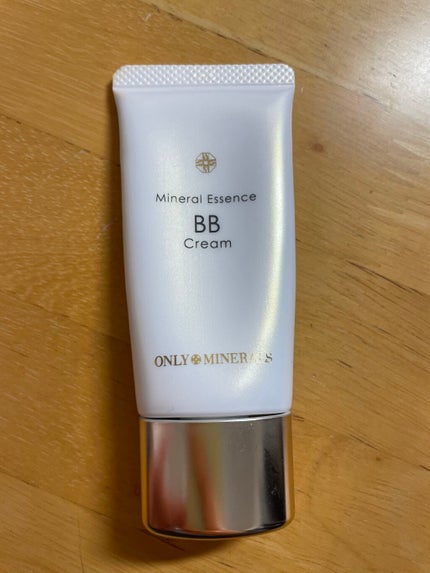 Mineral Essence
BB
Cream
ONLY MINERALS